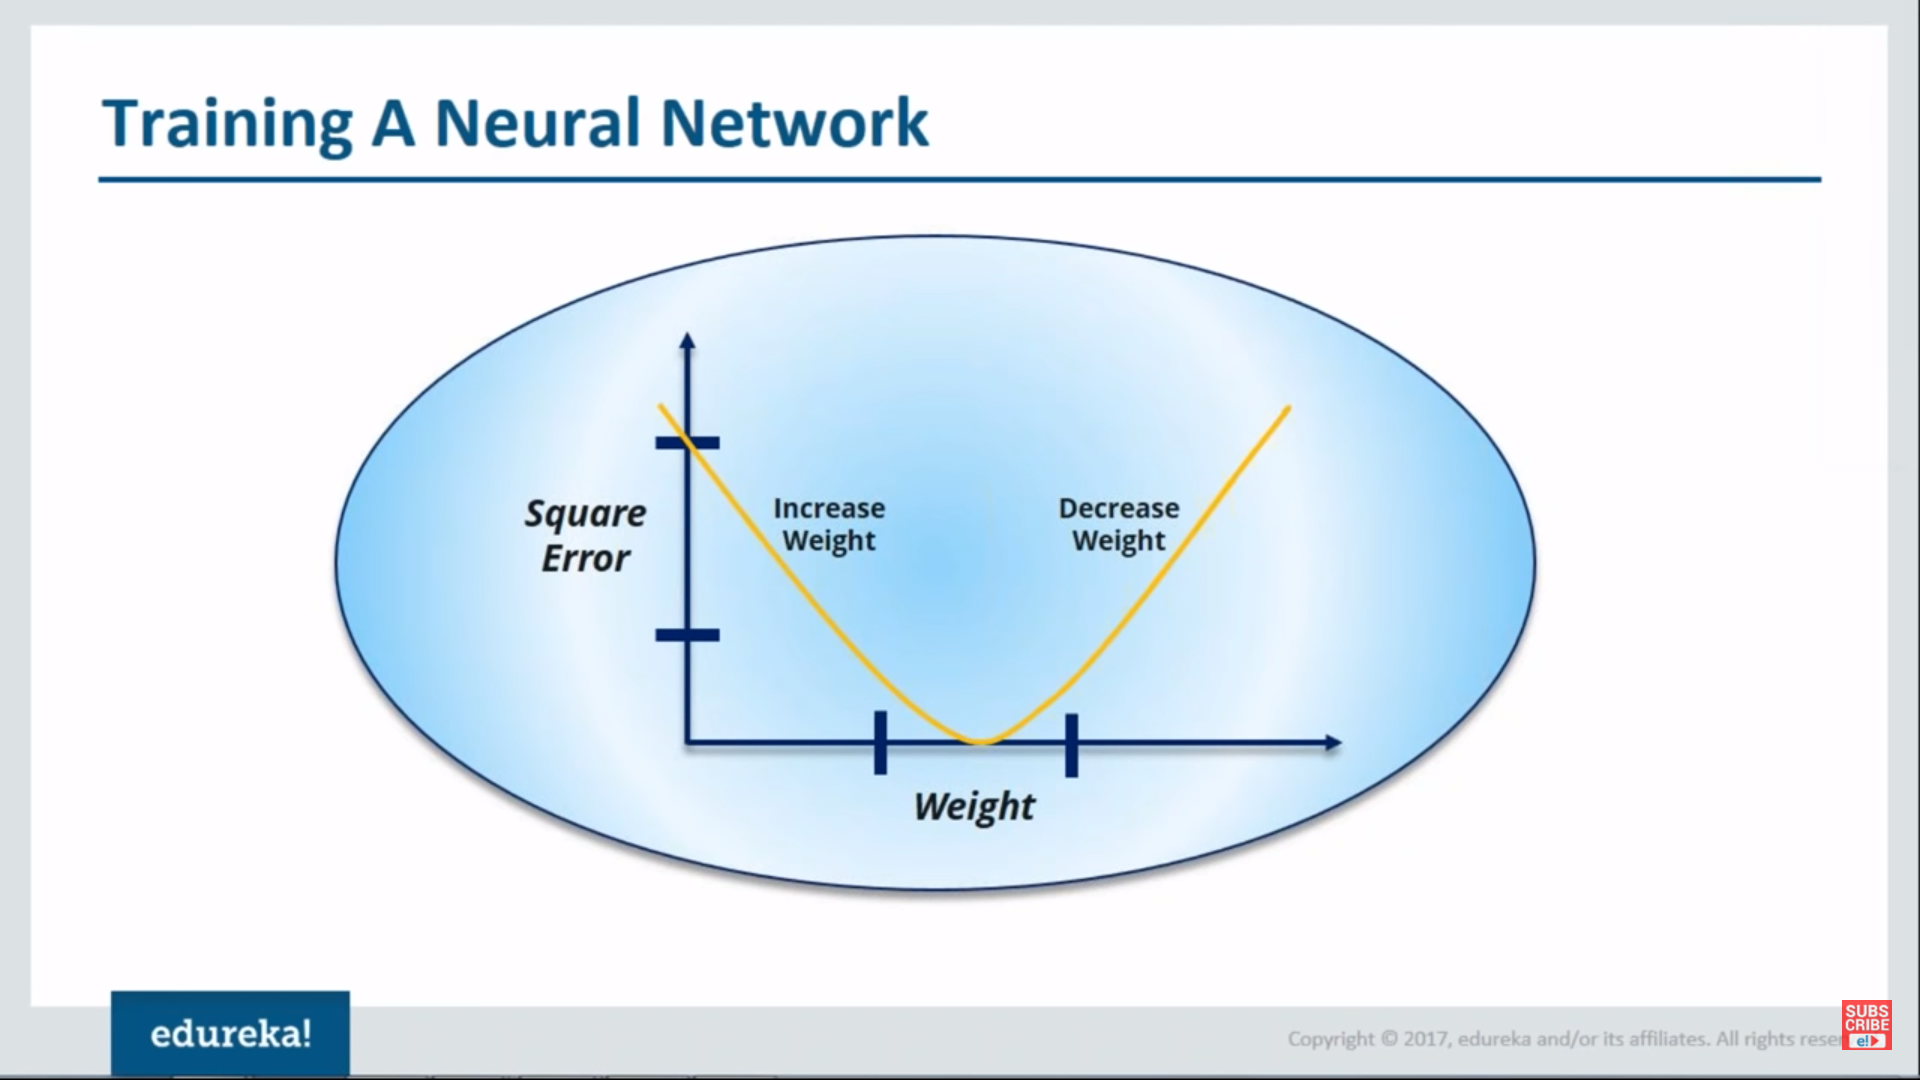 Training A Neural Network
Square
Error
Increase
Weight
Decrease
Weight
Weight
edureka!
Copyright © 2017, edureka and/or its affiliates. All rights
SUBS
CRIBE
e!